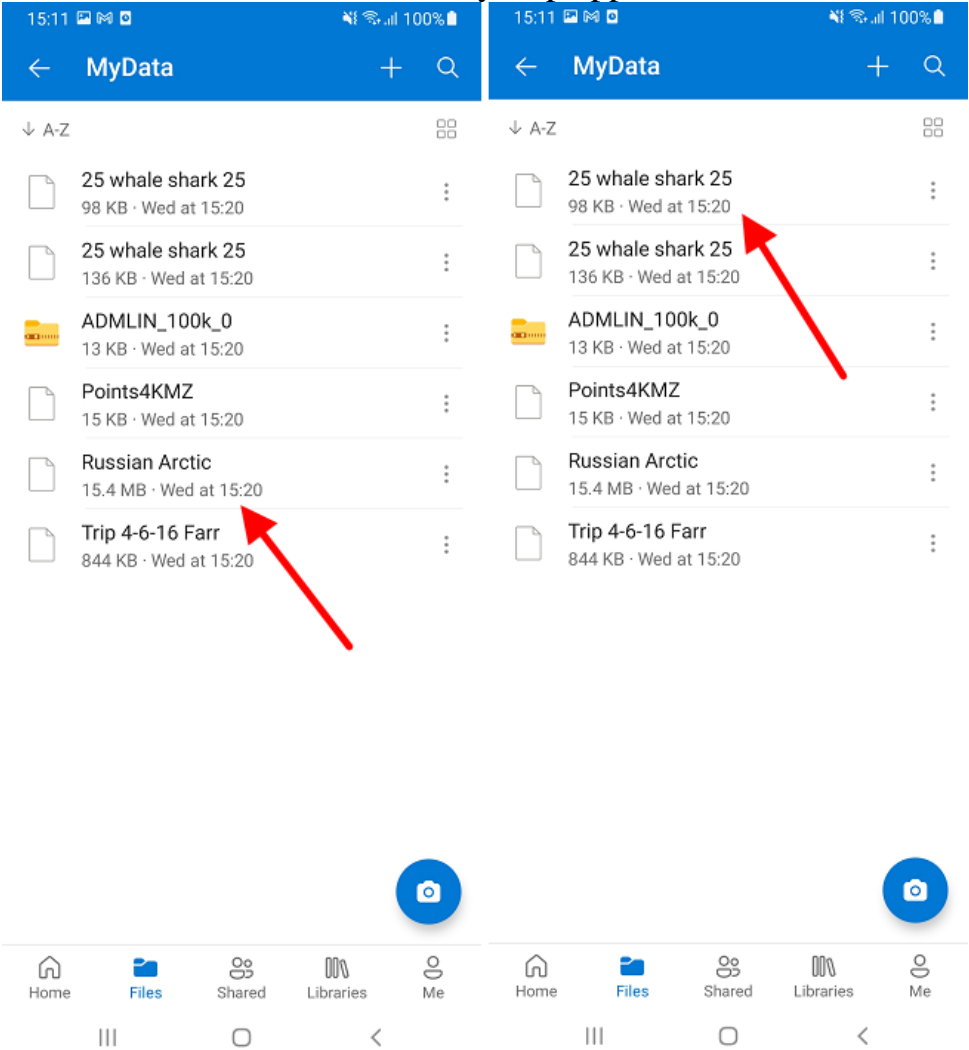 15:11 100%
MyData
A-Z
25 whale shark 25
98 KB · Wed at 15:20
25 whale shark 25
136 KB · Wed at 15:20
ADMLIN_100k_0
13 KB · Wed at 15:20
Points4KMZ
15 KB · Wed at 15:20
Russian Arctic
15.4 MB · Wed at 15:20
Trip 4-6-16 Farr
844 KB · Wed at 15:20
Home Files Shared Libraries Me
15:11 100%
MyData
A-Z
25 whale shark 25
98 KB · Wed at 15:20
25 whale shark 25
136 KB · Wed at 15:20
ADMLIN_100k_0
13 KB · Wed at 15:20
Points4KMZ
15 KB · Wed at 15:20
Russian Arctic
15.4 MB · Wed at 15:20
Trip 4-6-16 Farr
844 KB · Wed at 15:20
Home Files Shared Libraries Me